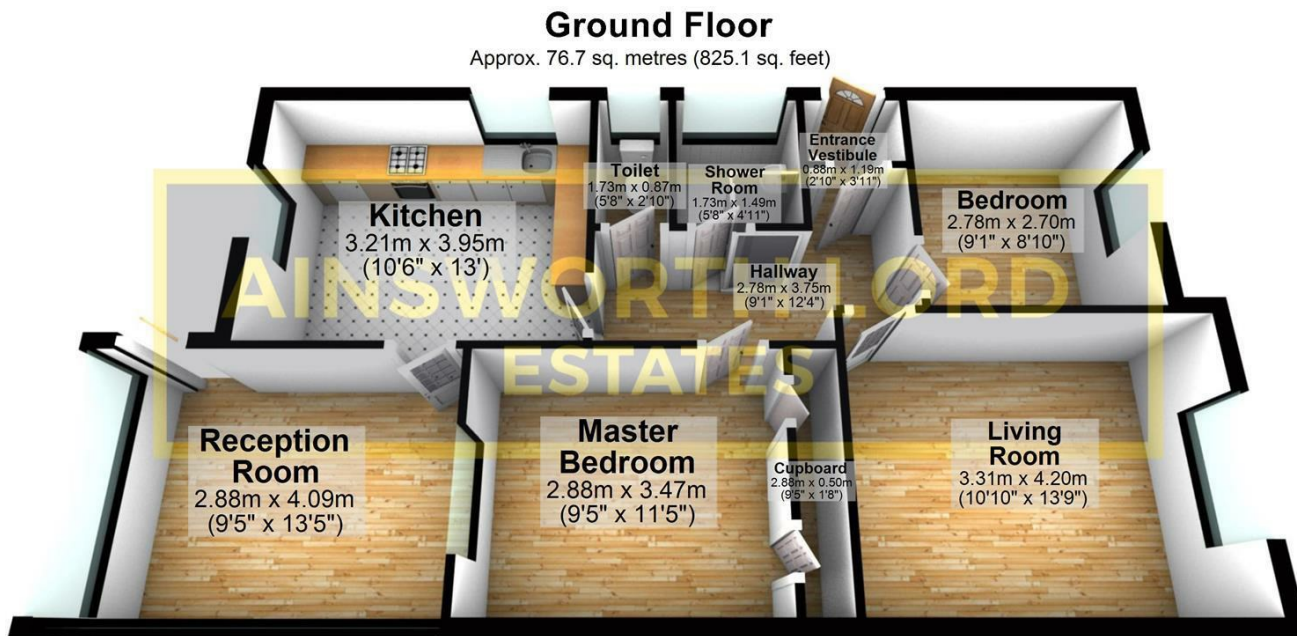 Ground Floor
Approx. 76.7 sq. metres (825.1 sq. feet)
Entrance
Vestibule
0.88m x 1.19m
(2'10" x 3'11")
Toilet
1.73m x 0.87m
(5'8" x 2'10")
Shower
Room
1.73m x 1.49m
(5'8" x 4'11")
Bedroom
2.78m x 2.70m
(9'1" x 8'10")
Kitchen
3.21m x 3.95m
(10'6" x 13')
Hallway
2.78m x 3.75m
(9'1" x 12'4")
AINSWORTH LORD
ESTATES
Reception
Room
2.88m x 4.09m
(9'5" x 13'5")
Master
Bedroom
2.88m x 3.47m
(9'5" x 11'5")
Cupboard
2.88m x 0.50m
(9'5" x 1'8")
Living
Room
3.31m x 4.20m
(10'10" x 13'9")